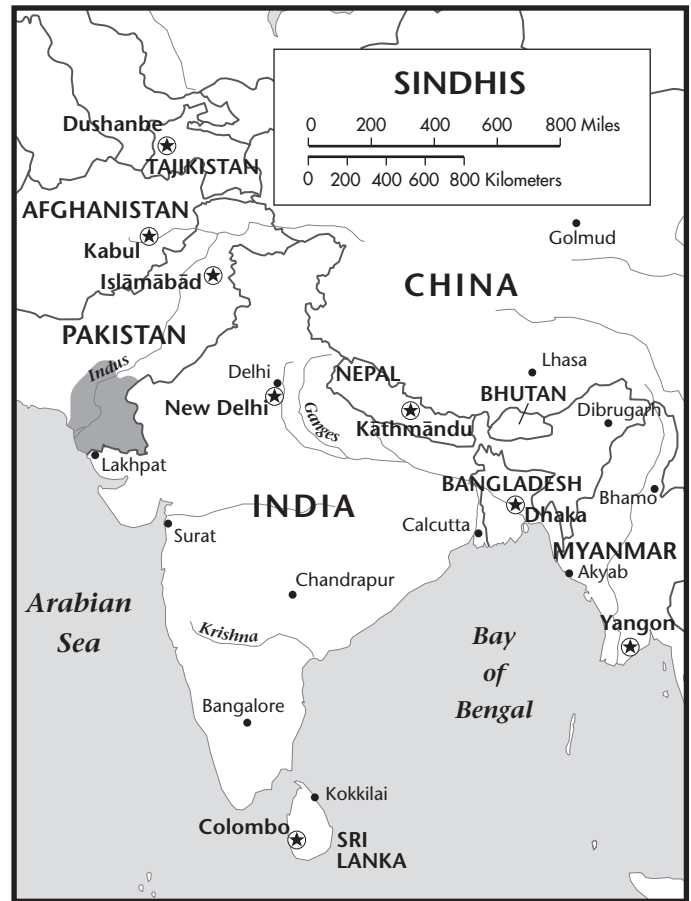 SINDHIS
0 200 400 600 800 Miles
0 200 400 600 800 Kilometers
Dushanbe
TAJIKISTAN
AFGHANISTAN
Kabul
Islāmābād
Golmud
CHINA
PAKISTAN
Indus
Delhi
New Delhi
Ganges
NEPAL
Kāthmāndu
Lhasa
BHUTAN
Dibrugarh
Lakhpat
BANGLADESH
Dhaka
Bhamo
INDIA
Calcutta
Surat
MYANMAR
Akyab
Chandrapur
Arabian
Sea
Krishna
Yangon
Bay
of
Bengal
Bangalore
Kokkilai
Colombo
SRI
LANKA